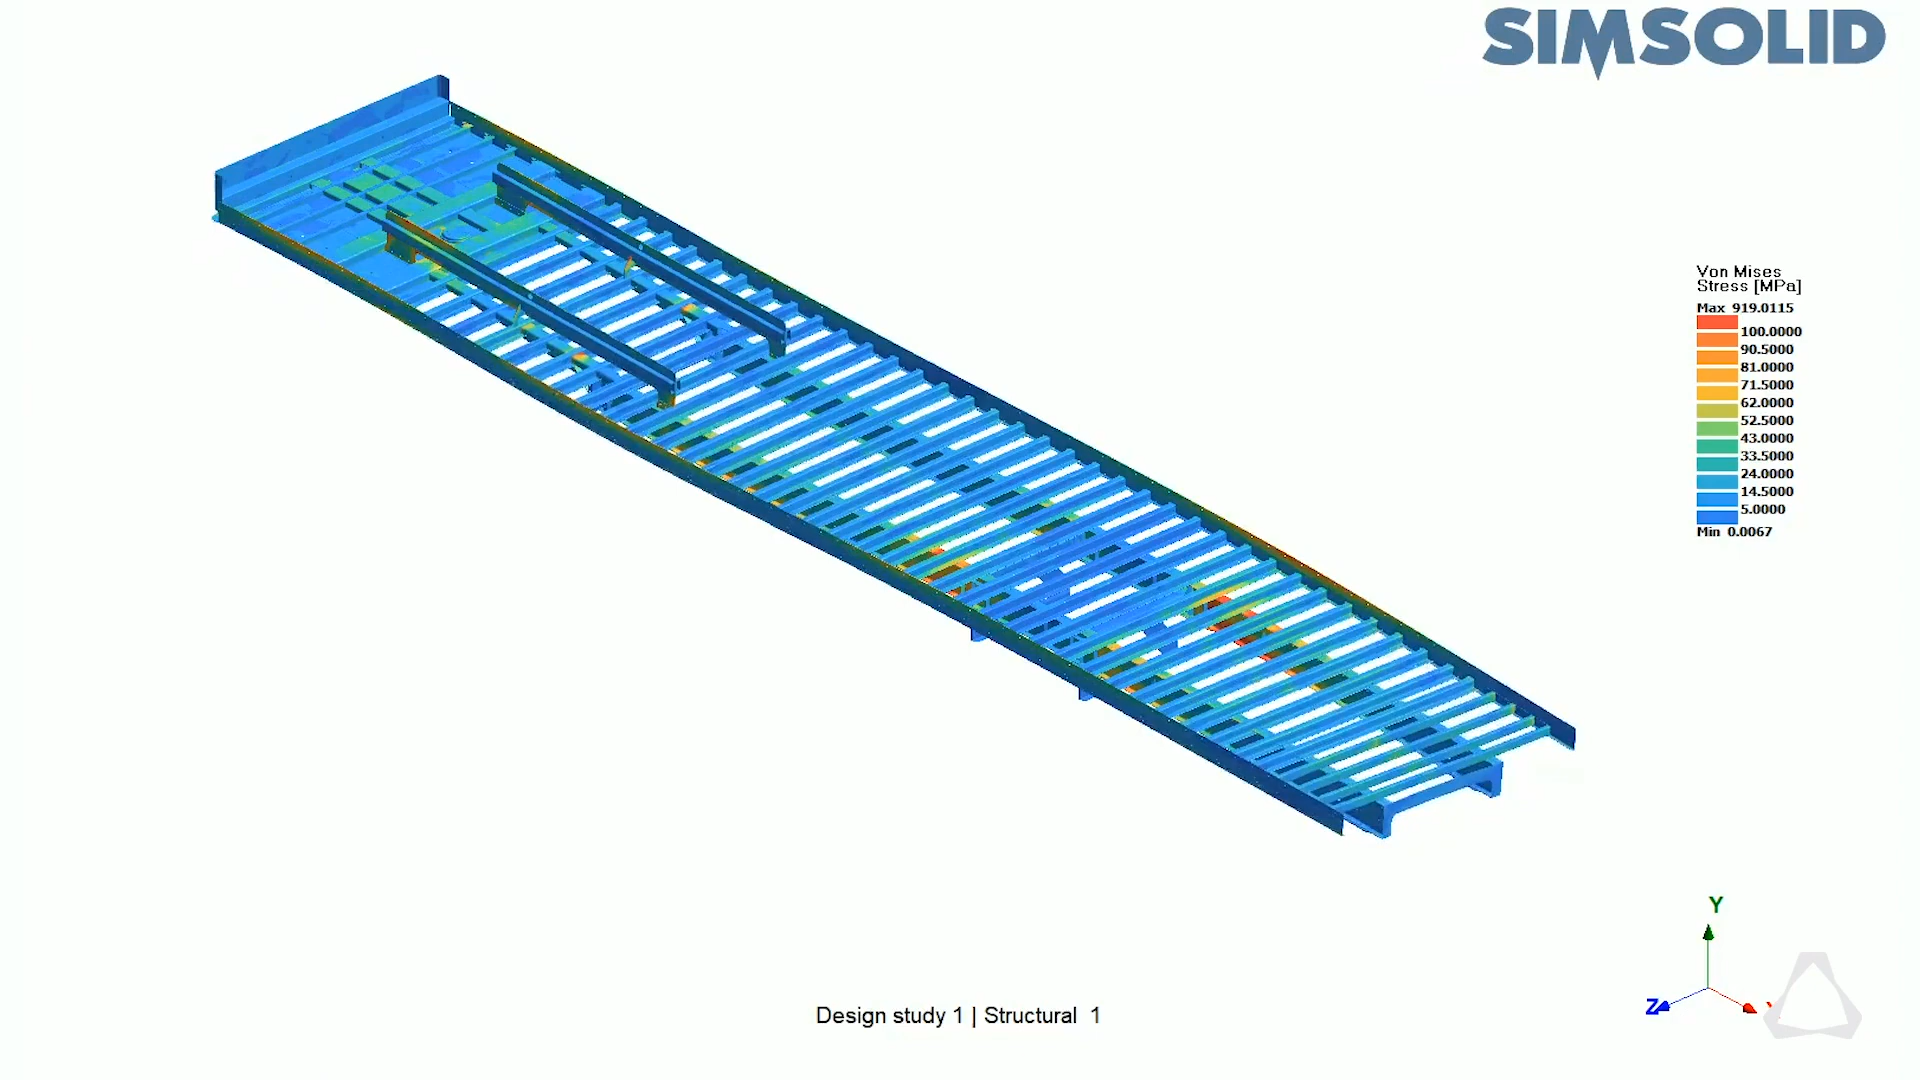 SIMSOLID
Von Mises
Stress [MPa]
Max 919.0115
100.0000
90.5000
81.0000
71.5000
62.0000
52.5000
43.0000
33.5000
24.0000
14.5000
5.0000
Min 0.0067
Y
Z
Design study 1 | Structural 1